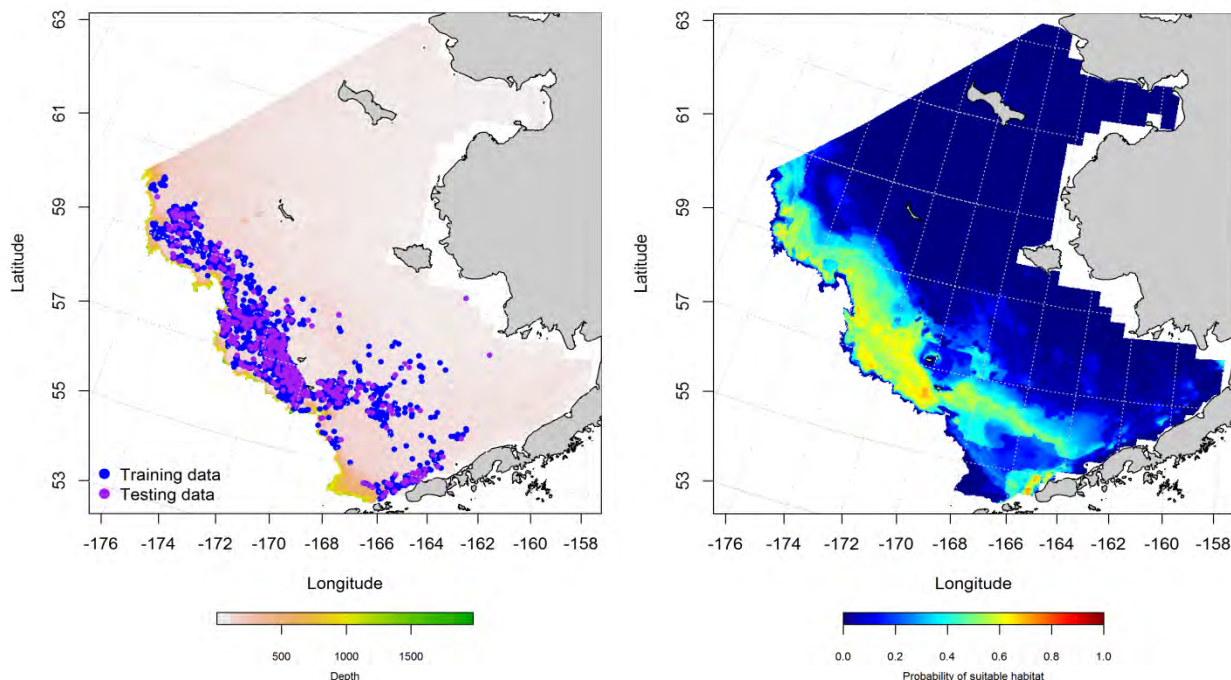 63
61
59
57
55
53
Latitude
Training data
Testing data
-176 -174 -172 -170 -168 -166 -164 -162 -160 -158
Longitude
500 1000 1500
Depth
63
61
59
57
55
53
Latitude
-176 -174 -172 -170 -168 -166 -164 -162 -160 -158
Longitude
0.0 0.2 0.4 0.6 0.8 1.0
Probability of suitable habitat